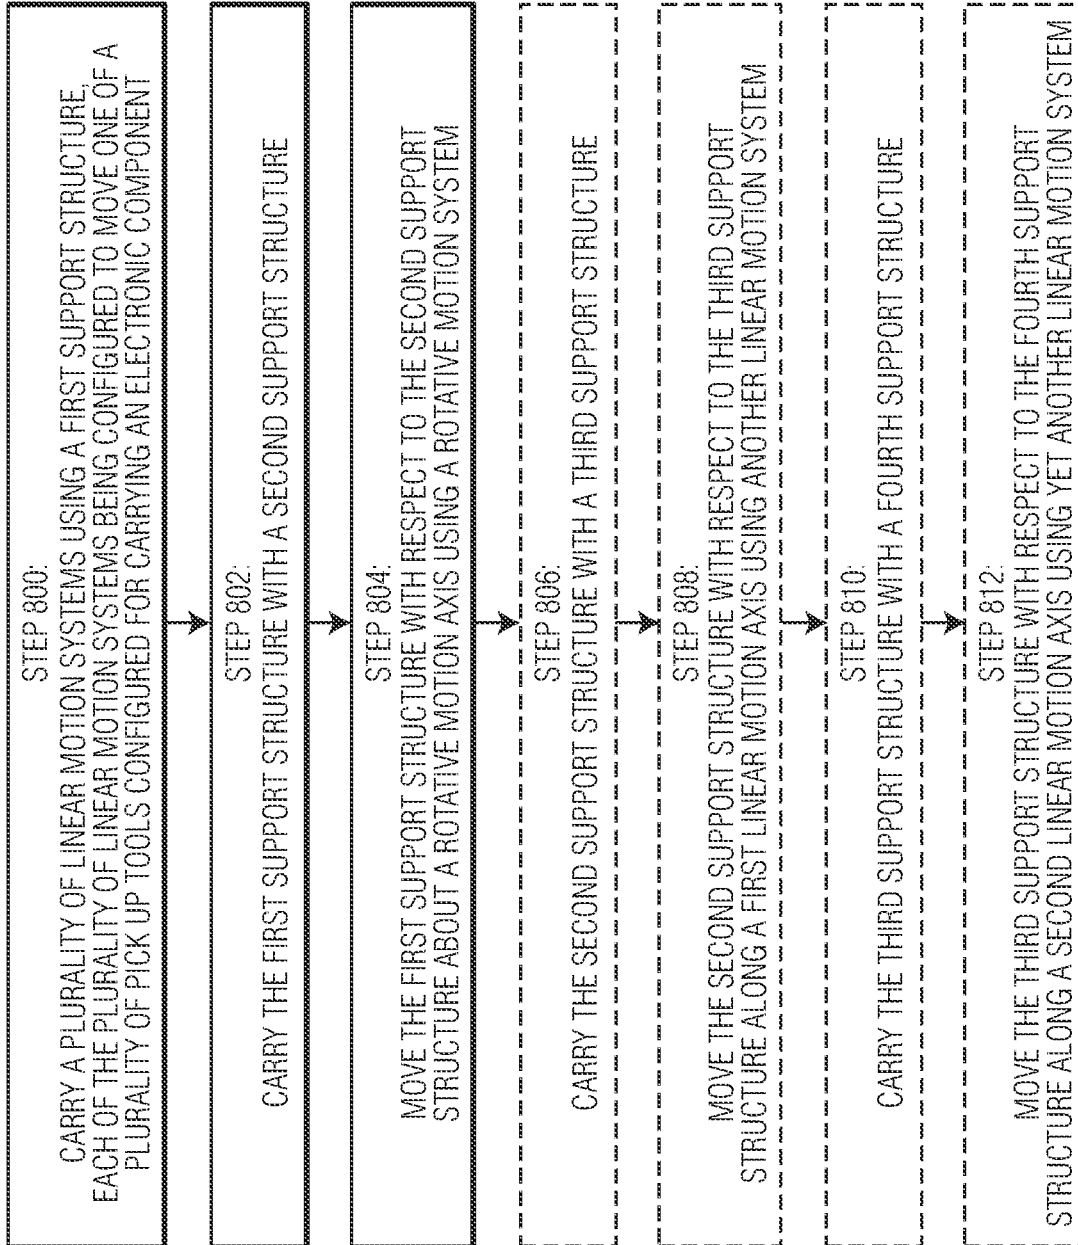 STEP 800:
CARRY A PLURALITY OF LINEAR MOTION SYSTEMS USING A FIRST SUPPORT STRUCTURE,
EACH OF THE PLURALITY OF LINEAR MOTION SYSTEMS BEING CONFIGURED TO MOVE ONE OF A
PLURALITY OF PICK UP TOOLS CONFIGURED FOR CARRYING AN ELECTRONIC COMPONENT
STEP 802:
CARRY THE FIRST SUPPORT STRUCTURE WITH A SECOND SUPPORT STRUCTURE
STEP 804:
MOVE THE FIRST SUPPORT STRUCTURE WITH RESPECT TO THE SECOND SUPPORT
STRUCTURE ABOUT A ROTATIVE MOTION AXIS USING A ROTATIVE MOTION SYSTEM
STEP 806:
CARRY THE SECOND SUPPORT STRUCTURE WITH A THIRD SUPPORT STRUCTURE
STEP 808:
MOVE THE SECOND SUPPORT STRUCTURE WITH RESPECT TO THE THIRD SUPPORT
STRUCTURE ALONG A FIRST LINEAR MOTION AXIS USING ANOTHER LINEAR MOTION SYSTEM
STEP 810:
CARRY THE THIRD SUPPORT STRUCTURE WITH A FOURTH SUPPORT STRUCTURE
STEP 812:
MOVE THE THIRD SUPPORT STRUCTURE WITH RESPECT TO THE FOURTH SUPPORT
STRUCTURE ALONG A SECOND LINEAR MOTION AXIS USING YET ANOTHER LINEAR MOTION SYSTEM